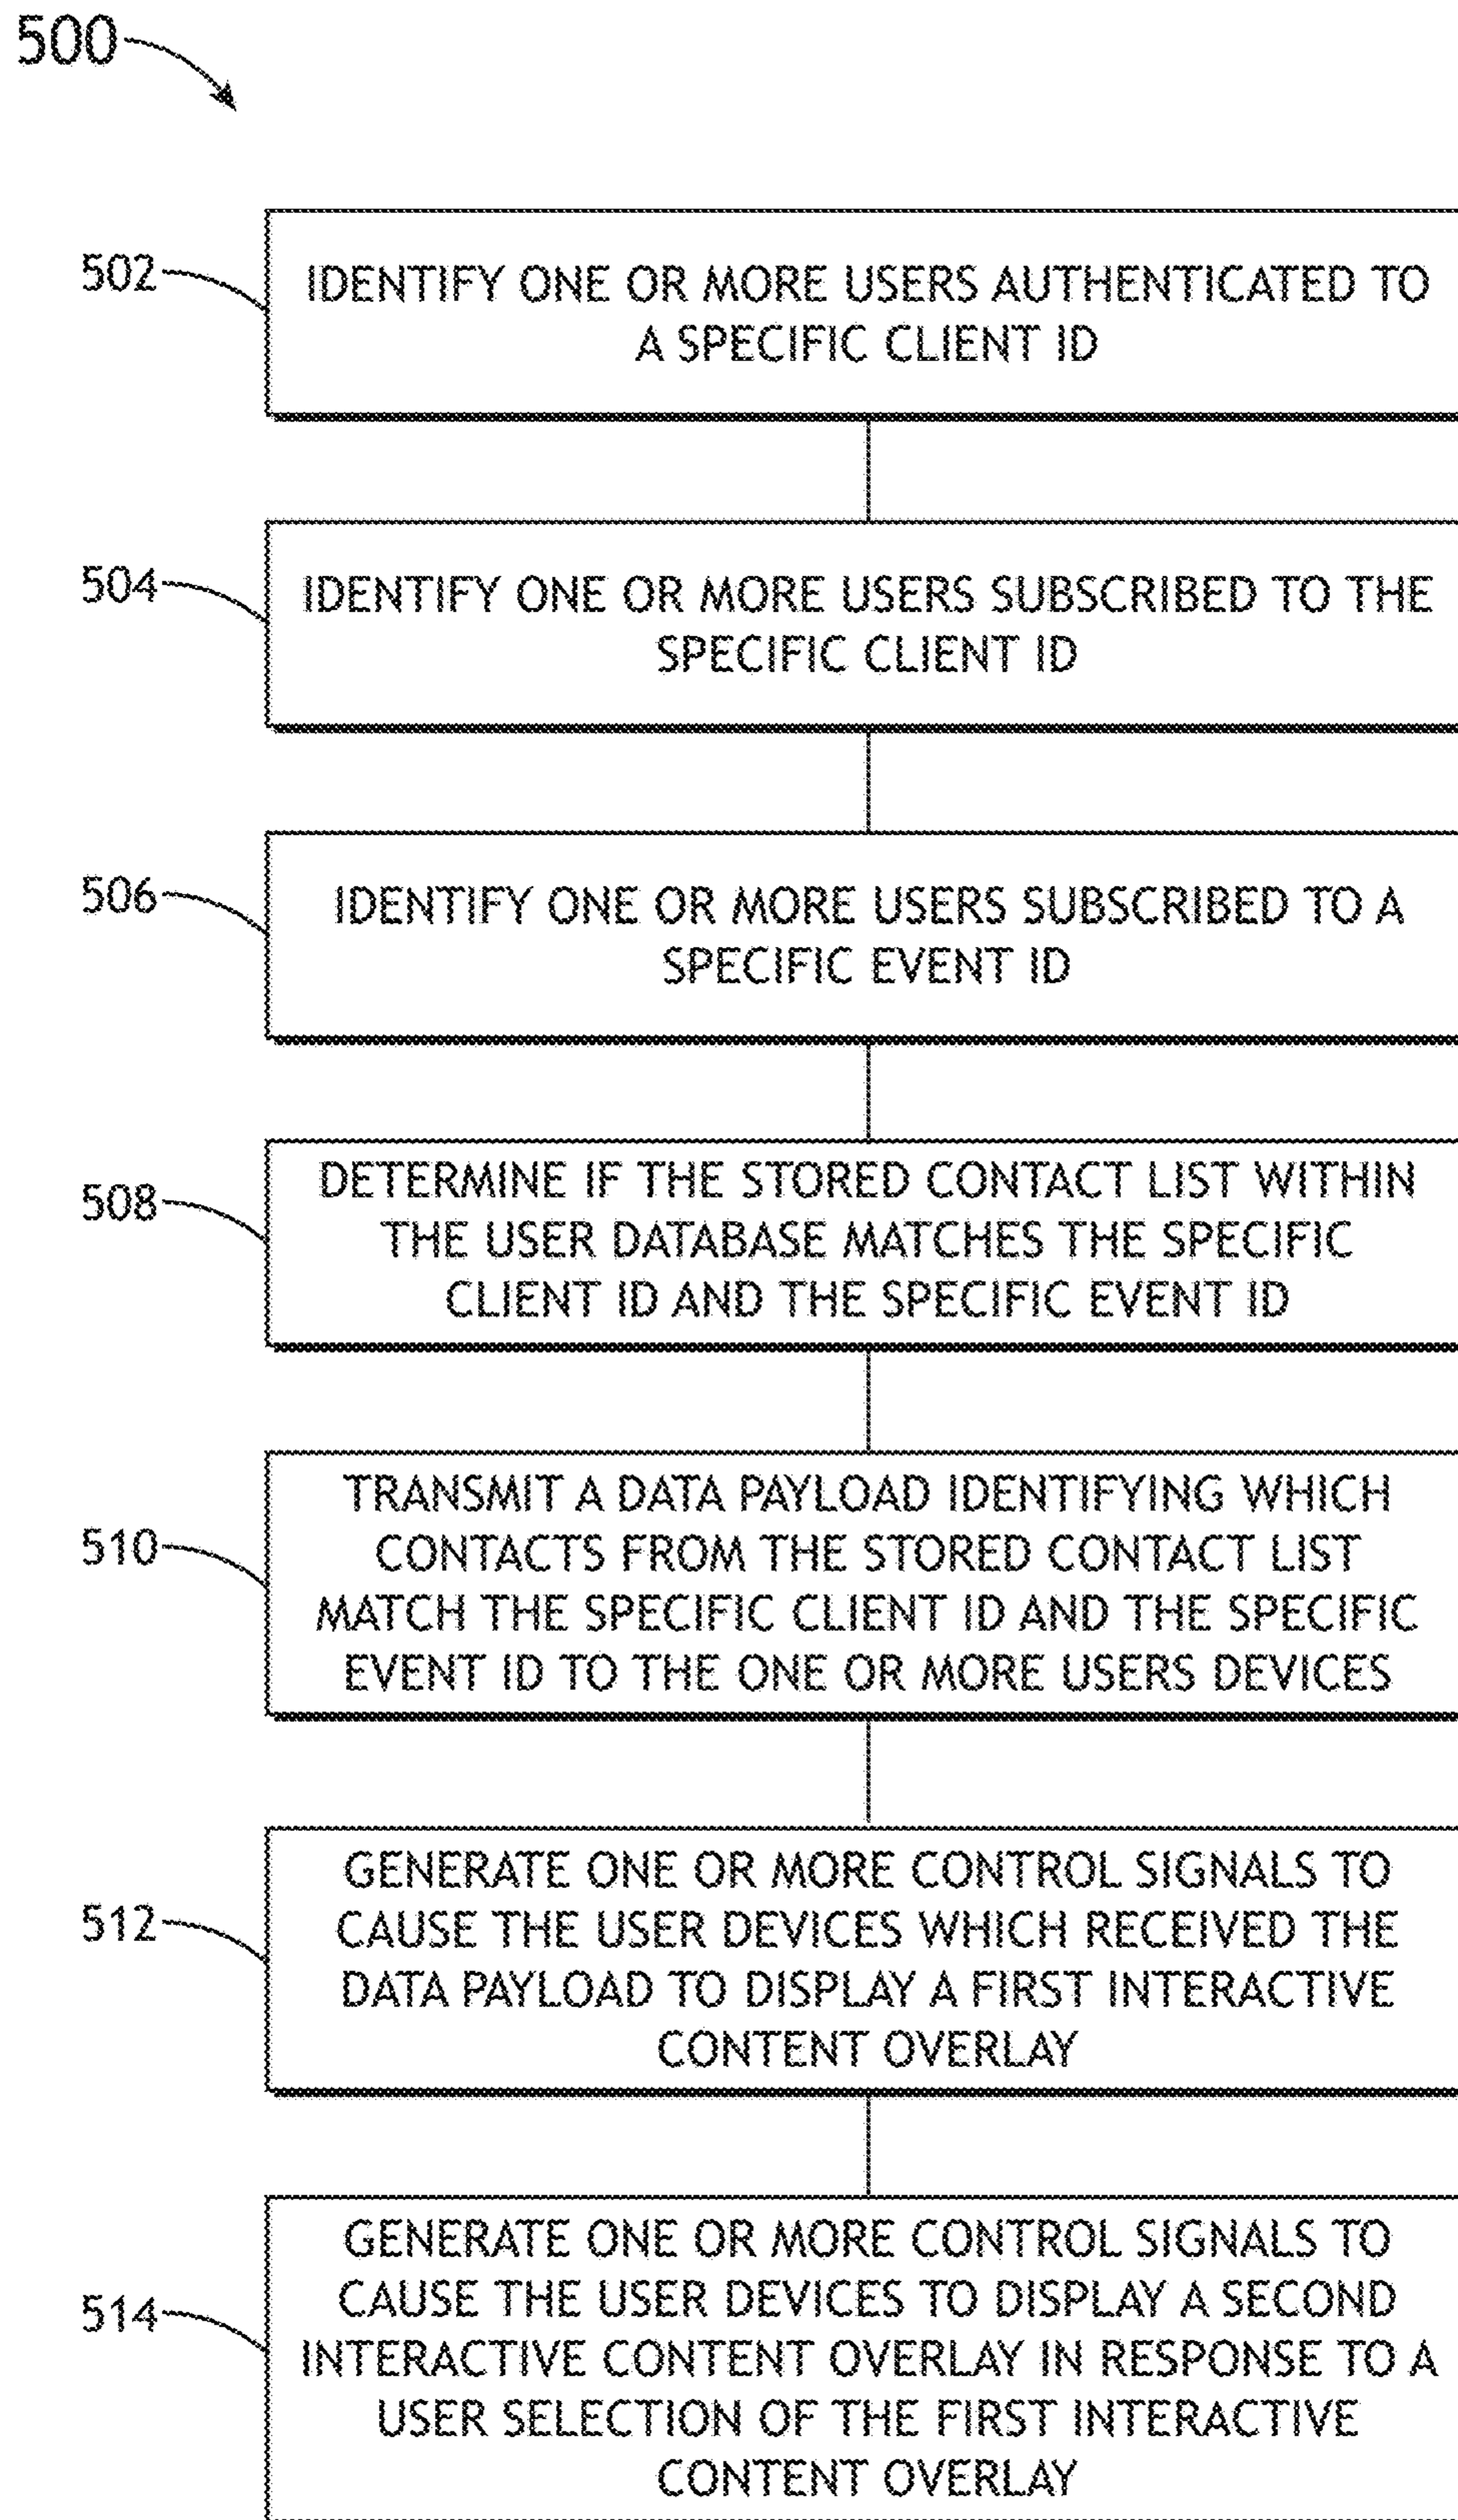 500
502
IDENTIFY ONE OR MORE USERS AUTHENTICATED TO
A SPECIFIC CLIENT ID
504
IDENTIFY ONE OR MORE USERS SUBSCRIBED TO THE
SPECIFIC CLIENT ID
506
IDENTIFY ONE OR MORE USERS SUBSCRIBED TO A
SPECIFIC EVENT ID
508
DETERMINE IF THE STORED CONTACT LIST WITHIN
THE USER DATABASE MATCHES THE SPECIFIC
CLIENT ID AND THE SPECIFIC EVENT ID
510
TRANSMIT A DATA PAYLOAD IDENTIFYING WHICH
CONTACTS FROM THE STORED CONTACT LIST
MATCH THE SPECIFIC CLIENT ID AND THE SPECIFIC
EVENT ID TO THE ONE OR MORE USERS DEVICES
512
GENERATE ONE OR MORE CONTROL SIGNALS TO
CAUSE THE USER DEVICES WHICH RECEIVED THE
DATA PAYLOAD TO DISPLAY A FIRST INTERACTIVE
CONTENT OVERLAY
514
GENERATE ONE OR MORE CONTROL SIGNALS TO
CAUSE THE USER DEVICES TO DISPLAY A SECOND
INTERACTIVE CONTENT OVERLAY IN RESPONSE TO A
USER SELECTION OF THE FIRST INTERACTIVE
CONTENT OVERLAY